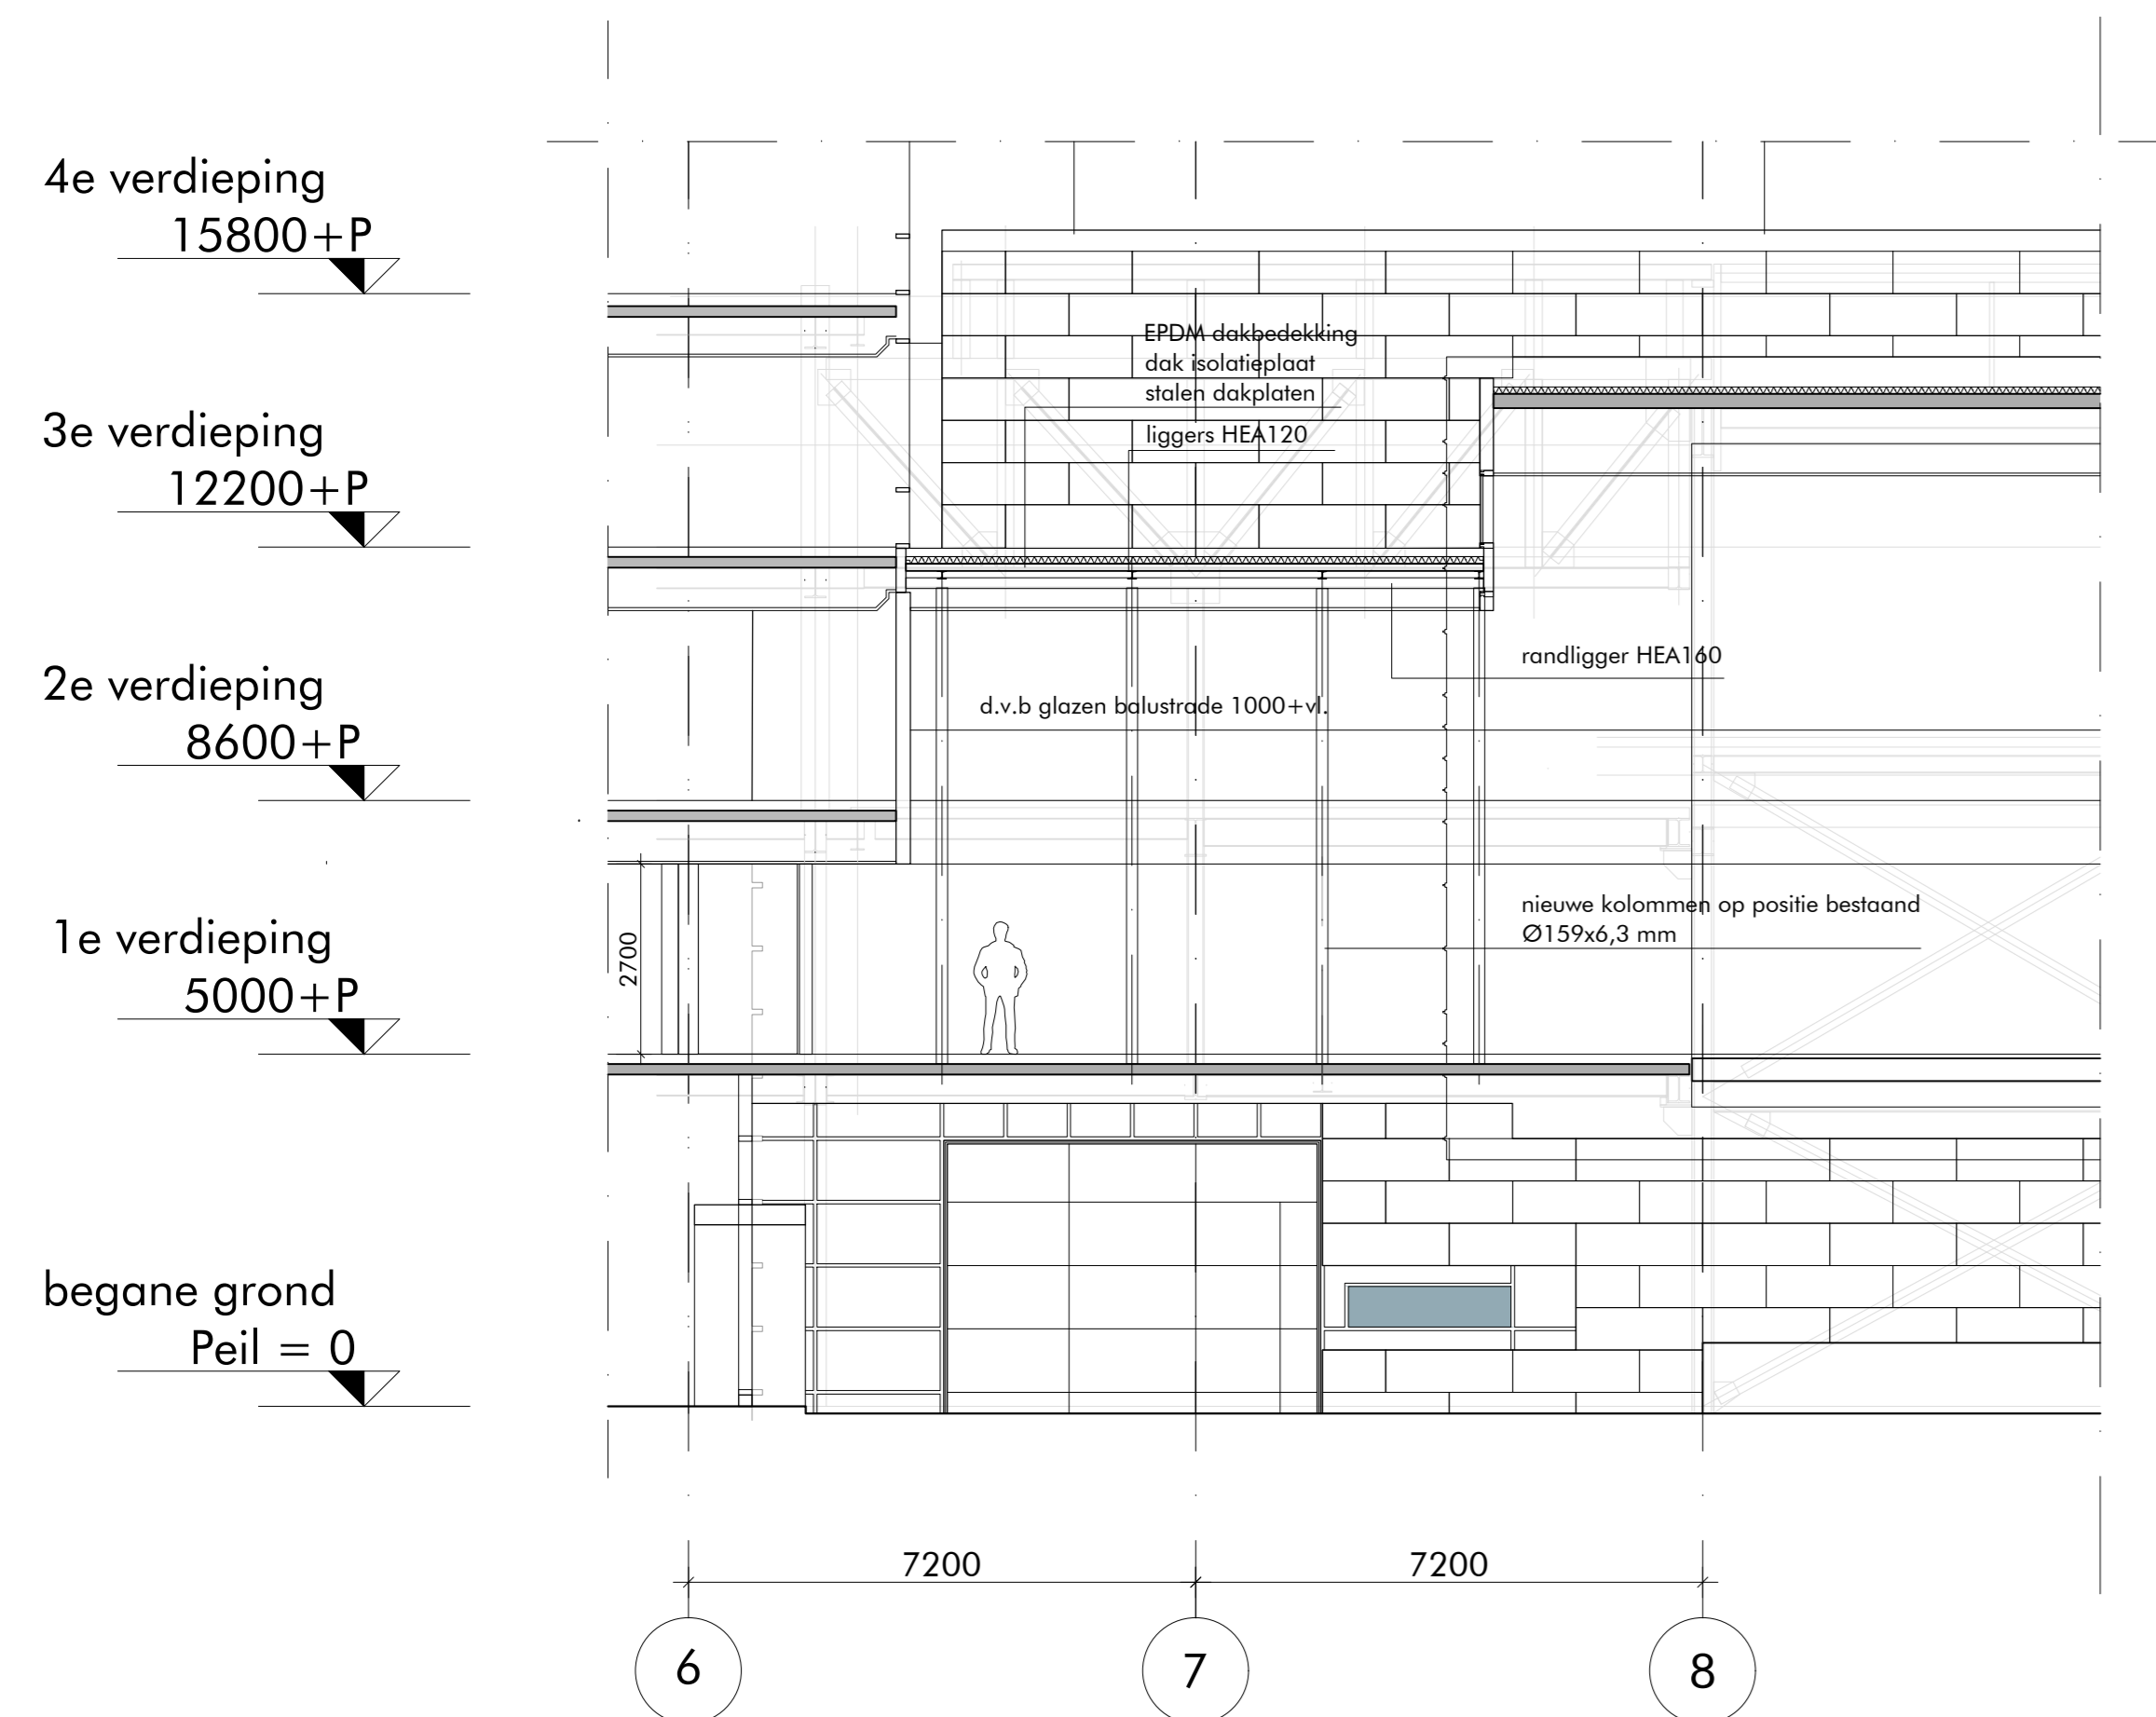 4e verdieping
15800+P
3e verdieping
12200+P
2e verdieping
8600+P
1e verdieping
5000+P
begane grond
Peil = 0
EPDM dakbedekking
dak isolatieplaat
stalen dakplaten
liggers HEA120
randligger HEA160
d.v.b glazen balustrade 1000+vl.
nieuwe kolommen op positie bestaand
Ø159x6,3 mm
2700
7200
7200
6
7
8